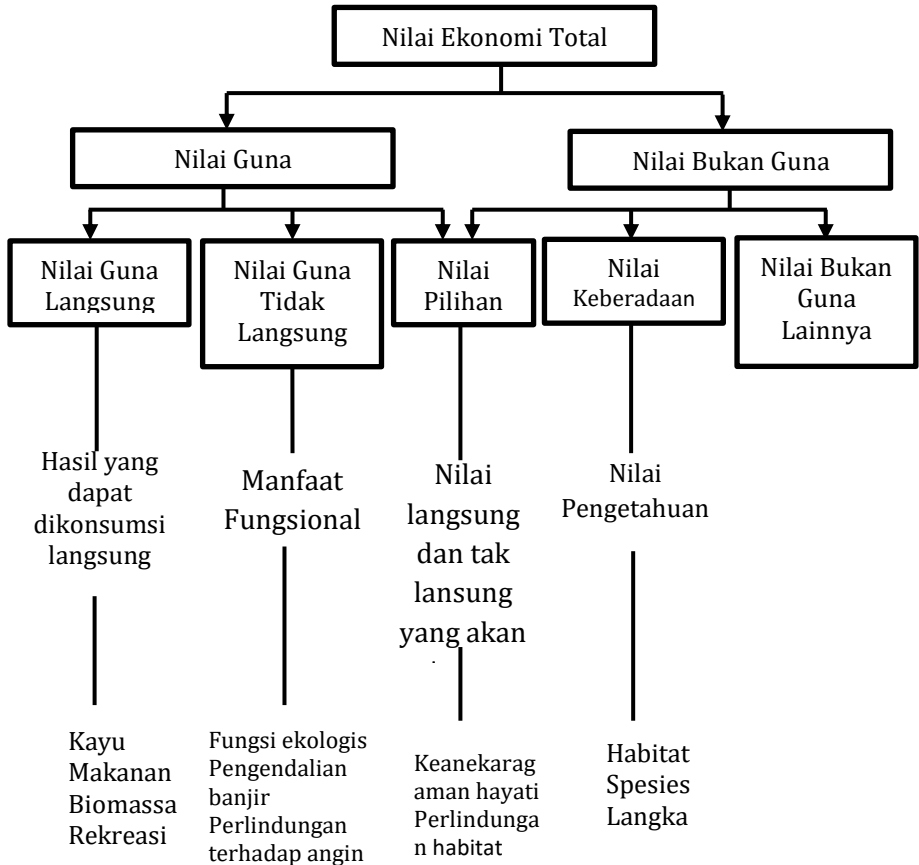 Nilai Ekonomi Total
Nilai Guna
Nilai Bukan Guna
Nilai Guna
Langsung
Nilai Guna
Tidak
Langsung
Nilai
Pilihan
Nilai
Keberadaan
Nilai Bukan
Guna
Lainnya
Hasil yang
dapat
dikonsumsi
langsung
Manfaat
Fungsional
Nilai
langsung
dan tak
lansung
yang akan
Nilai
Pengetahuan
Kayu
Makanan
Biomassa
Rekreasi
Fungsi ekologis
Pengendalian
banjir
Perlindungan
terhadap angin
Keanekarag
aman hayati
Perlindunga
n habitat
Habitat
Spesies
Langka